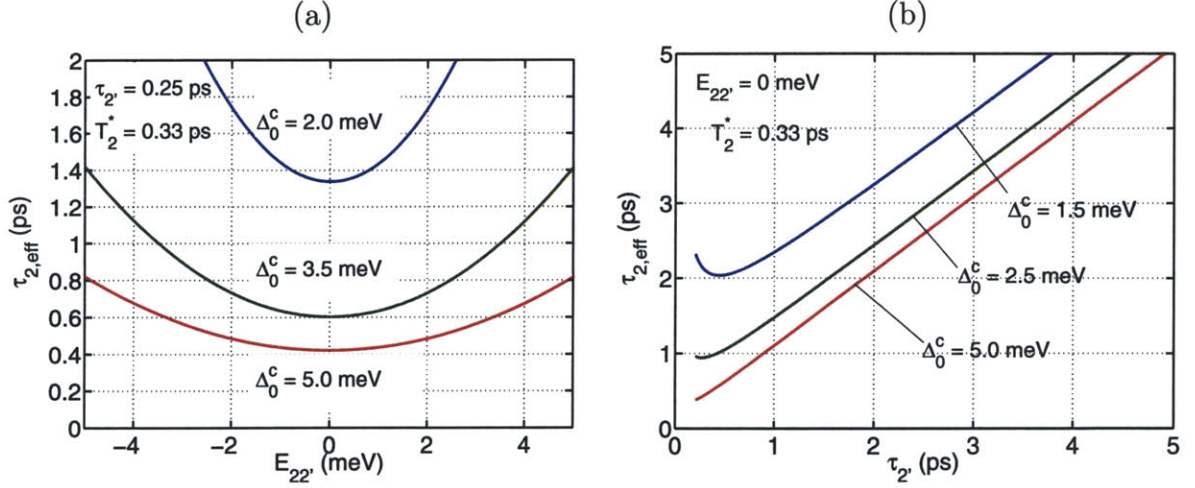 (a)
2
1.8
1.6
1.4
1.2
1
0.8
0.6
0.4
0.2
0
τ2,eff (ps)
τ2' = 0.25 ps
T2* = 0.33 ps
Δ0c = 2.0 meV
Δ0c = 3.5 meV
Δ0c = 5.0 meV
−4 −2 0 2 4
E22' (meV)
(b)
5
4
3
2
1
0
τ2,eff (ps)
E22' = 0 meV
T2* = 0.33 ps
Δ0c = 1.5 meV
Δ0c = 2.5 meV
Δ0c = 5.0 meV
0 1 2 3 4 5
τ2' (ps)